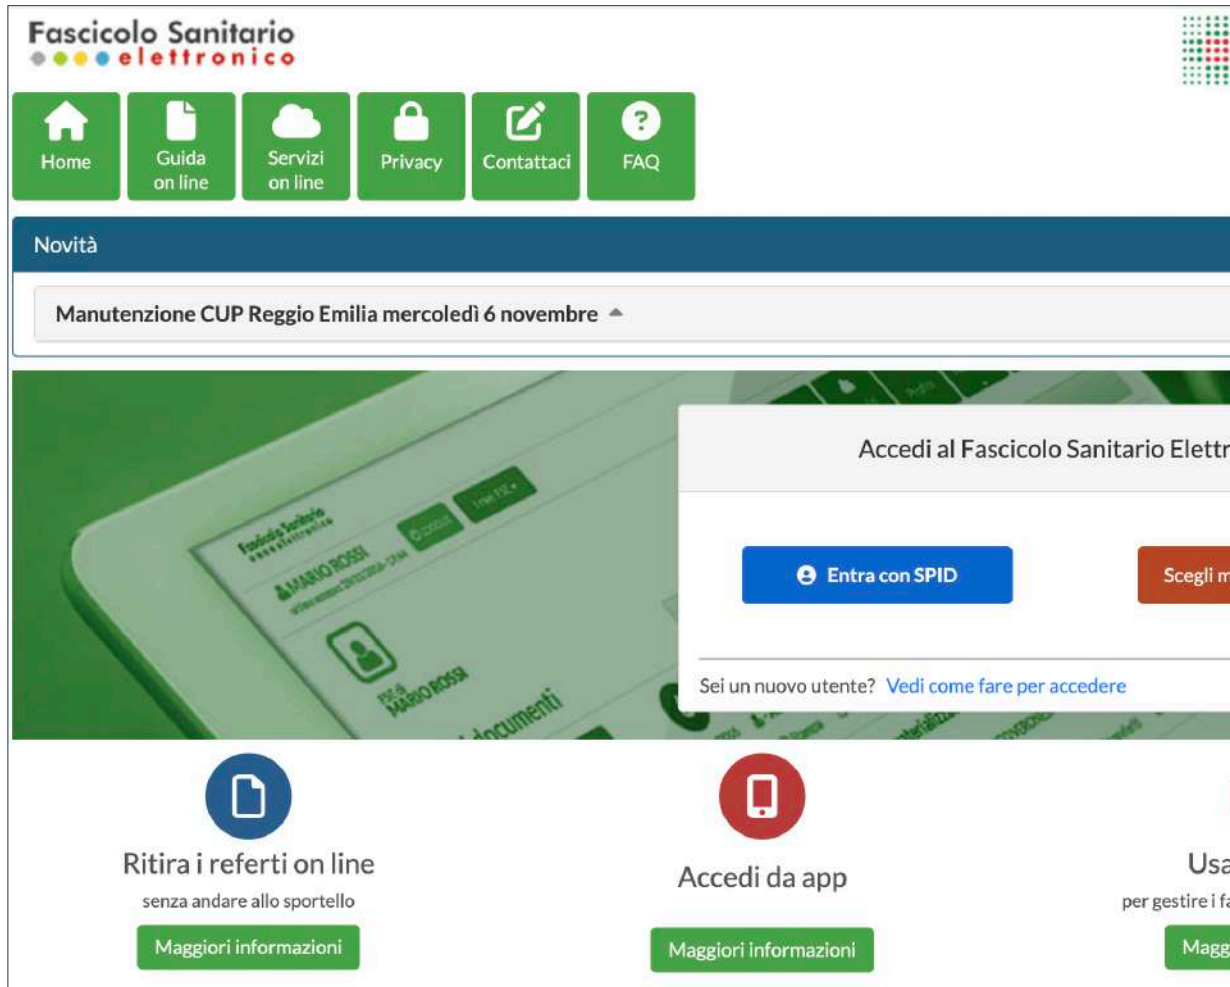 Fascicolo Sanitario
elettronico
Home
Guida
on line
Servizi
on line
Privacy
Contattaci
FAQ
Novità
Manutenzione CUP Reggio Emilia mercoledì 6 novembre
Accedi al Fascicolo Sanitario Elettr
Fascicolo Sanitario
elettronico
MARIO ROSSI
FSE di
MARIO ROSSI
documenti
Entra con SPID
Scegli m
Sei un nuovo utente? Vedi come fare per accedere
Ritira i referti on line
senza andare allo sportello
Maggiori informazioni
Accedi da app
Maggiori informazioni
Usa
per gestire i fa
Magg